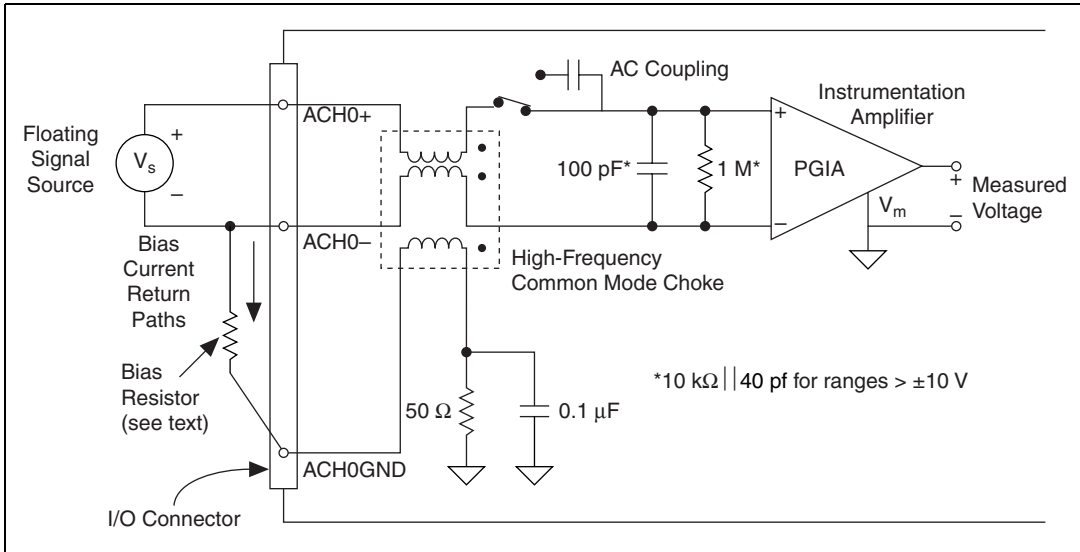 AC Coupling
ACH0+
Instrumentation
Amplifier
Floating
Signal
Source
+
Vs
–
+
100 pF*
1 M*
PGIA
+
Measured
Voltage
–
Vm
–
ACH0–
Bias
Current
Return
Paths
High-Frequency
Common Mode Choke
Bias
Resistor
(see text)
*10 kΩ||40 pf for ranges > ±10 V
50 Ω
0.1 µF
ACH0GND
I/O Connector